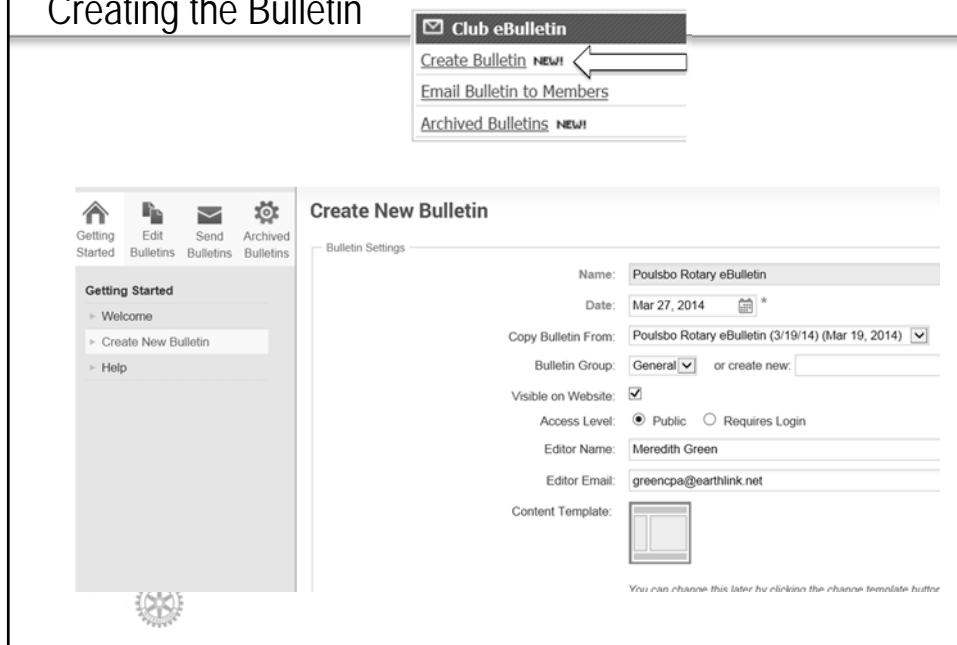 Creating the Bulletin
Club eBulletin
Create Bulletin NEW!
Email Bulletin to Members
Archived Bulletins NEW!
Getting Started
Edit Bulletins
Send Bulletins
Archived Bulletins
Getting Started
Welcome
Create New Bulletin
Help
Create New Bulletin
Bulletin Settings
Name: Poulsbo Rotary eBulletin
Date: Mar 27, 2014 *
Copy Bulletin From: Poulsbo Rotary eBulletin (3/19/14) (Mar 19, 2014)
Bulletin Group: General or create new:
Visible on Website:
Access Level: Public Requires Login
Editor Name: Meredith Green
Editor Email: greencpa@earthlink.net
Content Template:
You can change this later by clicking the change template button